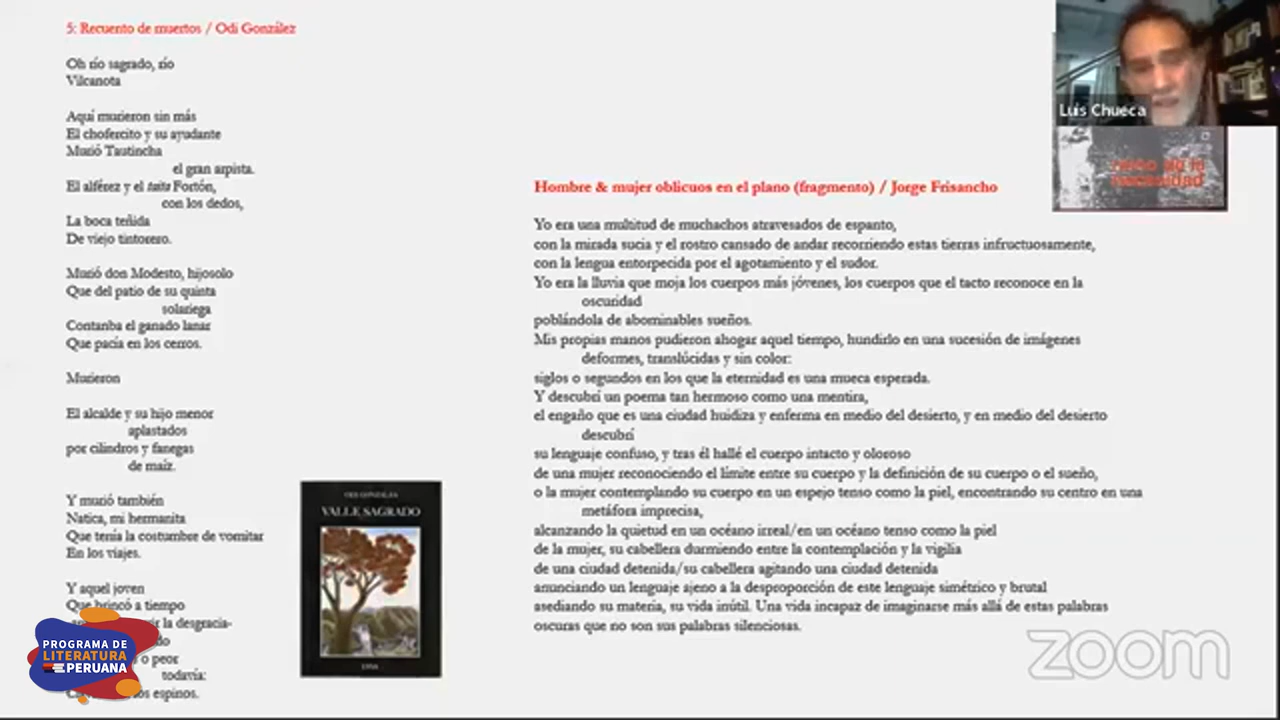 5: Recuento de muertos / Odi González
Oh río sagrado, río
Vilcanota
Aquí murieron sin más
El chofercito y su ayudante
Murió Tautincha
el gran arpista.
El alférez y el taita Fortón,
con los dedos,
La boca teñida
De viejo tintorero.
Murió don Modesto, hijosolo
Que del patio de su quinta
solariega
Contanba el ganado lanar
Que pacía en los cerros.
Murieron
El alcalde y su hijo menor
aplastados
por cilindros y fanegas
de maíz.
Y murió también
Natica, mi hermanita
Que tenía la costumbre de vomitar
En los viajes.
Y aquel joven
Que brincó a tiempo
la desgracia-
o peor
todavía:
los espinos.
ODI GONZALES
VALLE SAGRADO
Hombre & mujer oblicuos en el plano (fragmento) / Jorge Frisancho
Yo era una multitud de muchachos atravesados de espanto,
con la mirada sucia y el rostro cansado de andar recorriendo estas tierras infructuosamente,
con la lengua entorpecida por el agotamiento y el sudor.
Yo era la lluvia que moja los cuerpos más jóvenes, los cuerpos que el tacto reconoce en la
oscuridad
poblándola de abominables sueños.
Mis propias manos pudieron ahogar aquel tiempo, hundirlo en una sucesión de imágenes
deformes, translúcidas y sin color:
siglos o segundos en los que la eternidad es una mueca esperada.
Y descubrí un poema tan hermoso como una mentira,
el engaño que es una ciudad huidiza y enferma en medio del desierto, y en medio del desierto
descubrí
su lenguaje confuso, y tras él hallé el cuerpo intacto y oloroso
de una mujer reconociendo el límite entre su cuerpo y la definición de su cuerpo o el sueño,
o la mujer contemplando su cuerpo en un espejo tenso como la piel, encontrando su centro en una
metáfora imprecisa,
alcanzando la quietud en un océano irreal/en un océano tenso como la piel
de la mujer, su cabellera durmiendo entre la contemplación y la vigilia
de una ciudad detenida/su cabellera agitando una ciudad detenida
anunciando un lenguaje ajeno a la desproporción de este lenguaje simétrico y brutal
asediando su materia, su vida inútil. Una vida incapaz de imaginarse más allá de estas palabras
oscuras que no son sus palabras silenciosas.
Luis Chueca
necesidad
PROGRAMA DE
LITERATURA
PERUANA
zoom